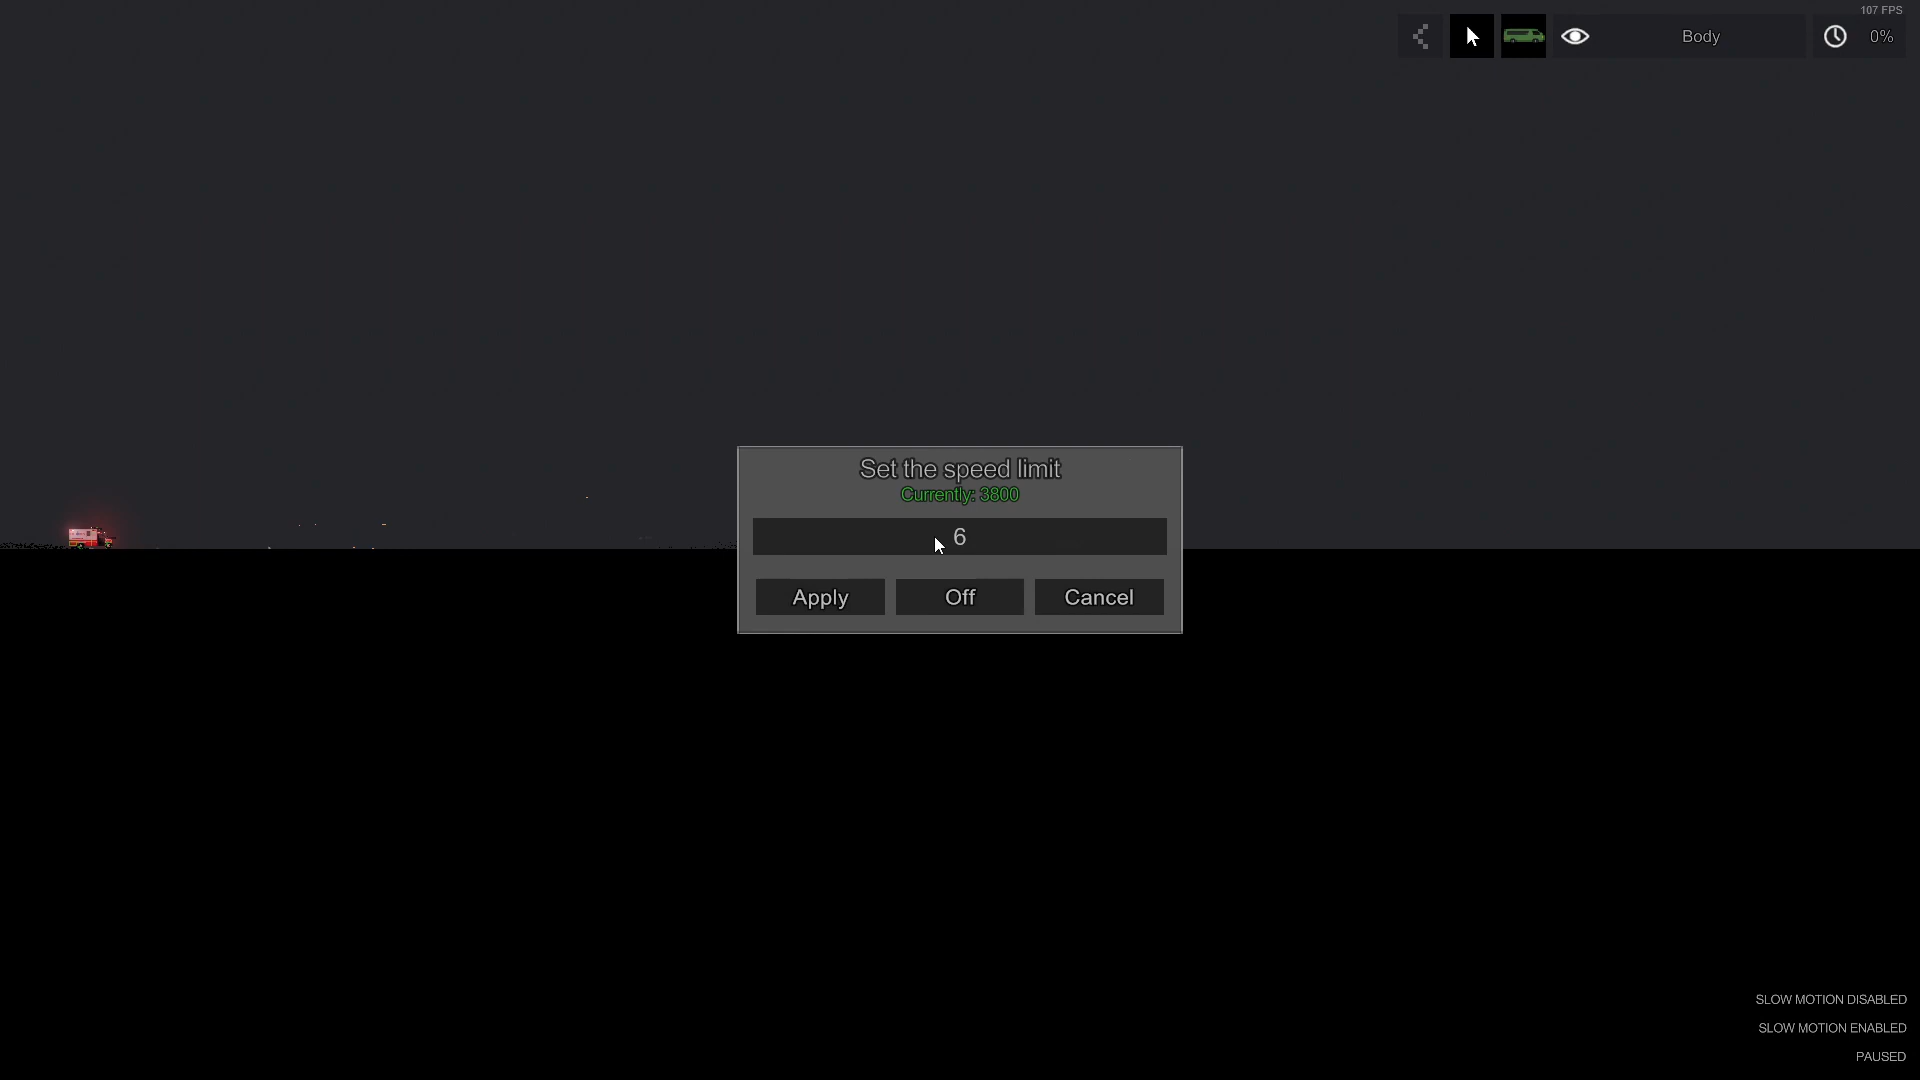 107 FPS
Body
0%
Set the speed limit
Currently: 3800
6
Apply
Off
Cancel
SLOW MOTION DISABLED
SLOW MOTION ENABLED
PAUSED